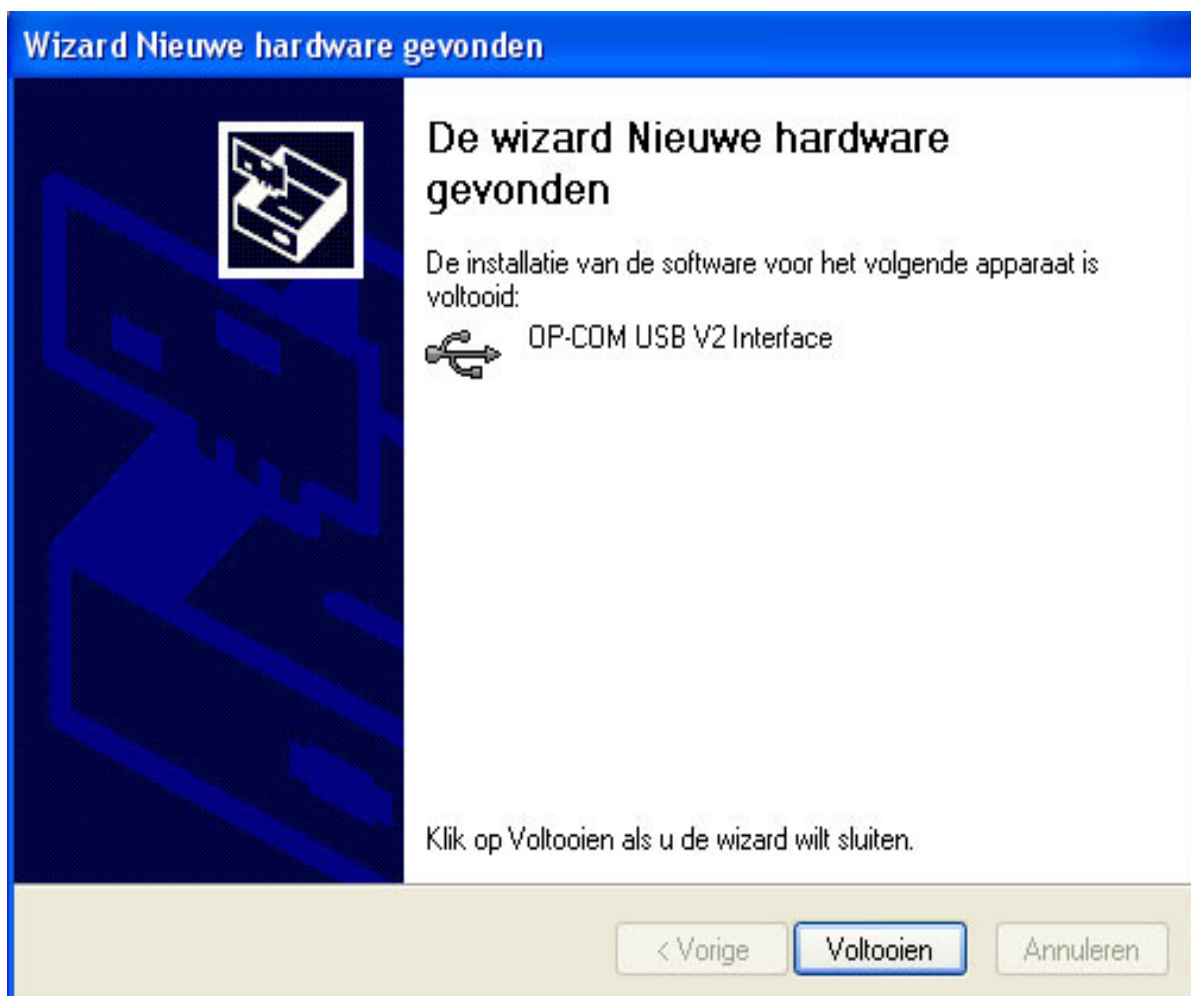 Wizard Nieuwe hardware gevonden
De wizard Nieuwe hardware
gevonden
De installatie van de software voor het volgende apparaat is
voltooid:
OP-COM USB V2 Interface
Klik op Voltooien als u de wizard wilt sluiten.
< Vorige
Voltooien
Annuleren